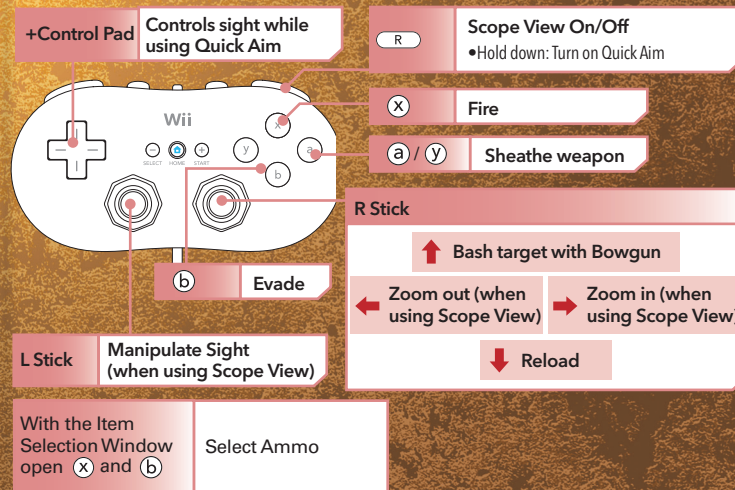 +Control Pad
Controls sight while
using Quick Aim
R
Scope View On/Off
•Hold down: Turn on Quick Aim
x
Fire
a / y
Sheathe weapon
Wii
SELECT HOME START
x
y
a
b
R Stick
Bash target with Bowgun
Zoom out (when
using Scope View)
Zoom in (when
using Scope View)
Reload
b
Evade
L Stick
Manipulate Sight
(when using Scope View)
With the Item
Selection Window
open x and b
Select Ammo